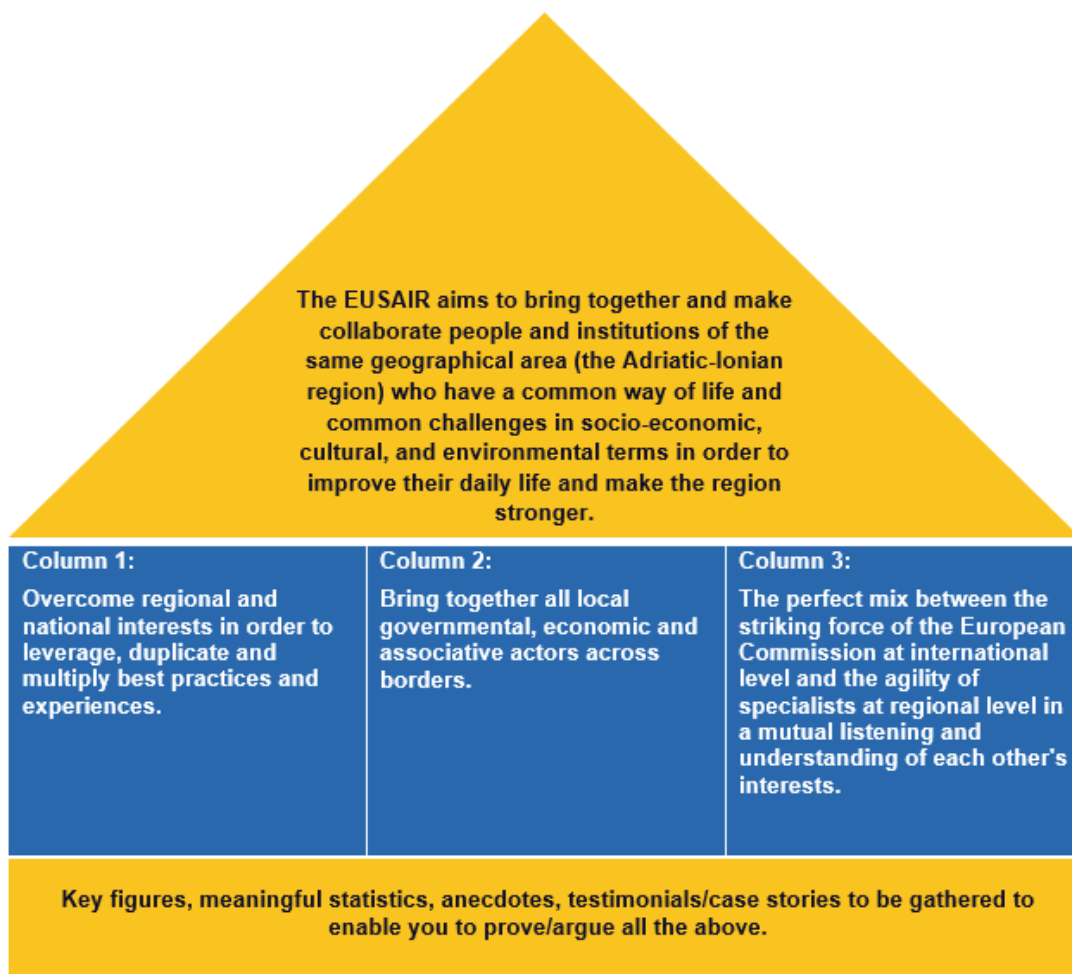 The EUSAIR aims to bring together and make
collaborate people and institutions of the
same geographical area (the Adriatic-Ionian
region) who have a common way of life and
common challenges in socio-economic,
cultural, and environmental terms in order to
improve their daily life and make the region
stronger.
Column 1:
Overcome regional and
national interests in order to
leverage, duplicate and
multiply best practices and
experiences.
Column 2:
Bring together all local
governmental, economic and
associative actors across
borders.
Column 3:
The perfect mix between the
striking force of the European
Commission at international
level and the agility of
specialists at regional level in
a mutual listening and
understanding of each other's
interests.
Key figures, meaningful statistics, anecdotes, testimonials/case stories to be gathered to
enable you to prove/argue all the above.